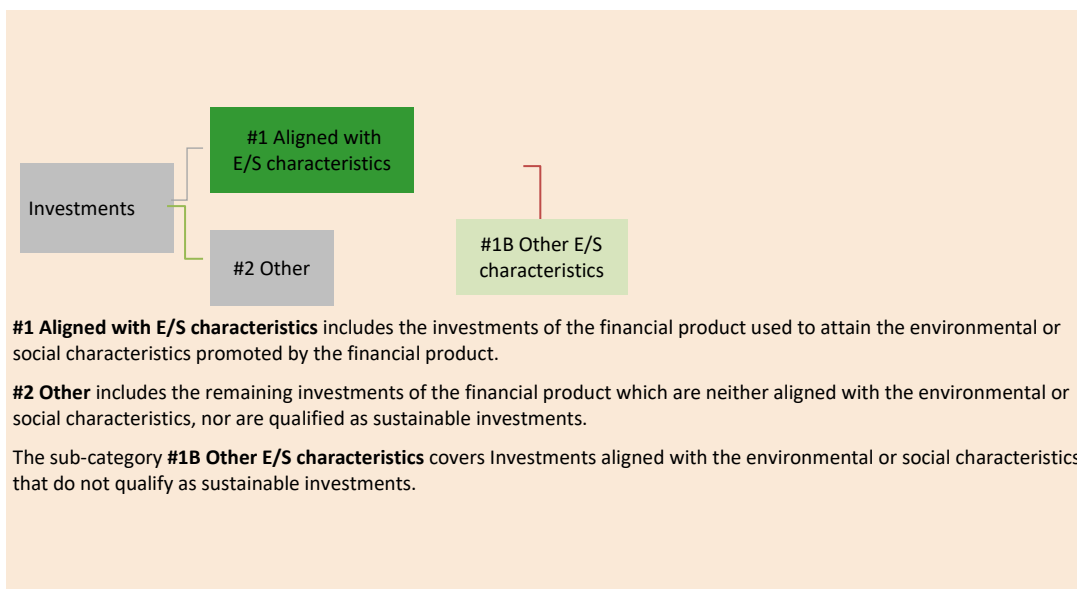 #1 Aligned with
E/S characteristics
Investments
#2 Other
#1B Other E/S
characteristics
#1 Aligned with E/S characteristics includes the investments of the financial product used to attain the environmental or
social characteristics promoted by the financial product.
#2 Other includes the remaining investments of the financial product which are neither aligned with the environmental or
social characteristics, nor are qualified as sustainable investments.
The sub-category #1B Other E/S characteristics covers Investments aligned with the environmental or social characteristics
that do not qualify as sustainable investments.